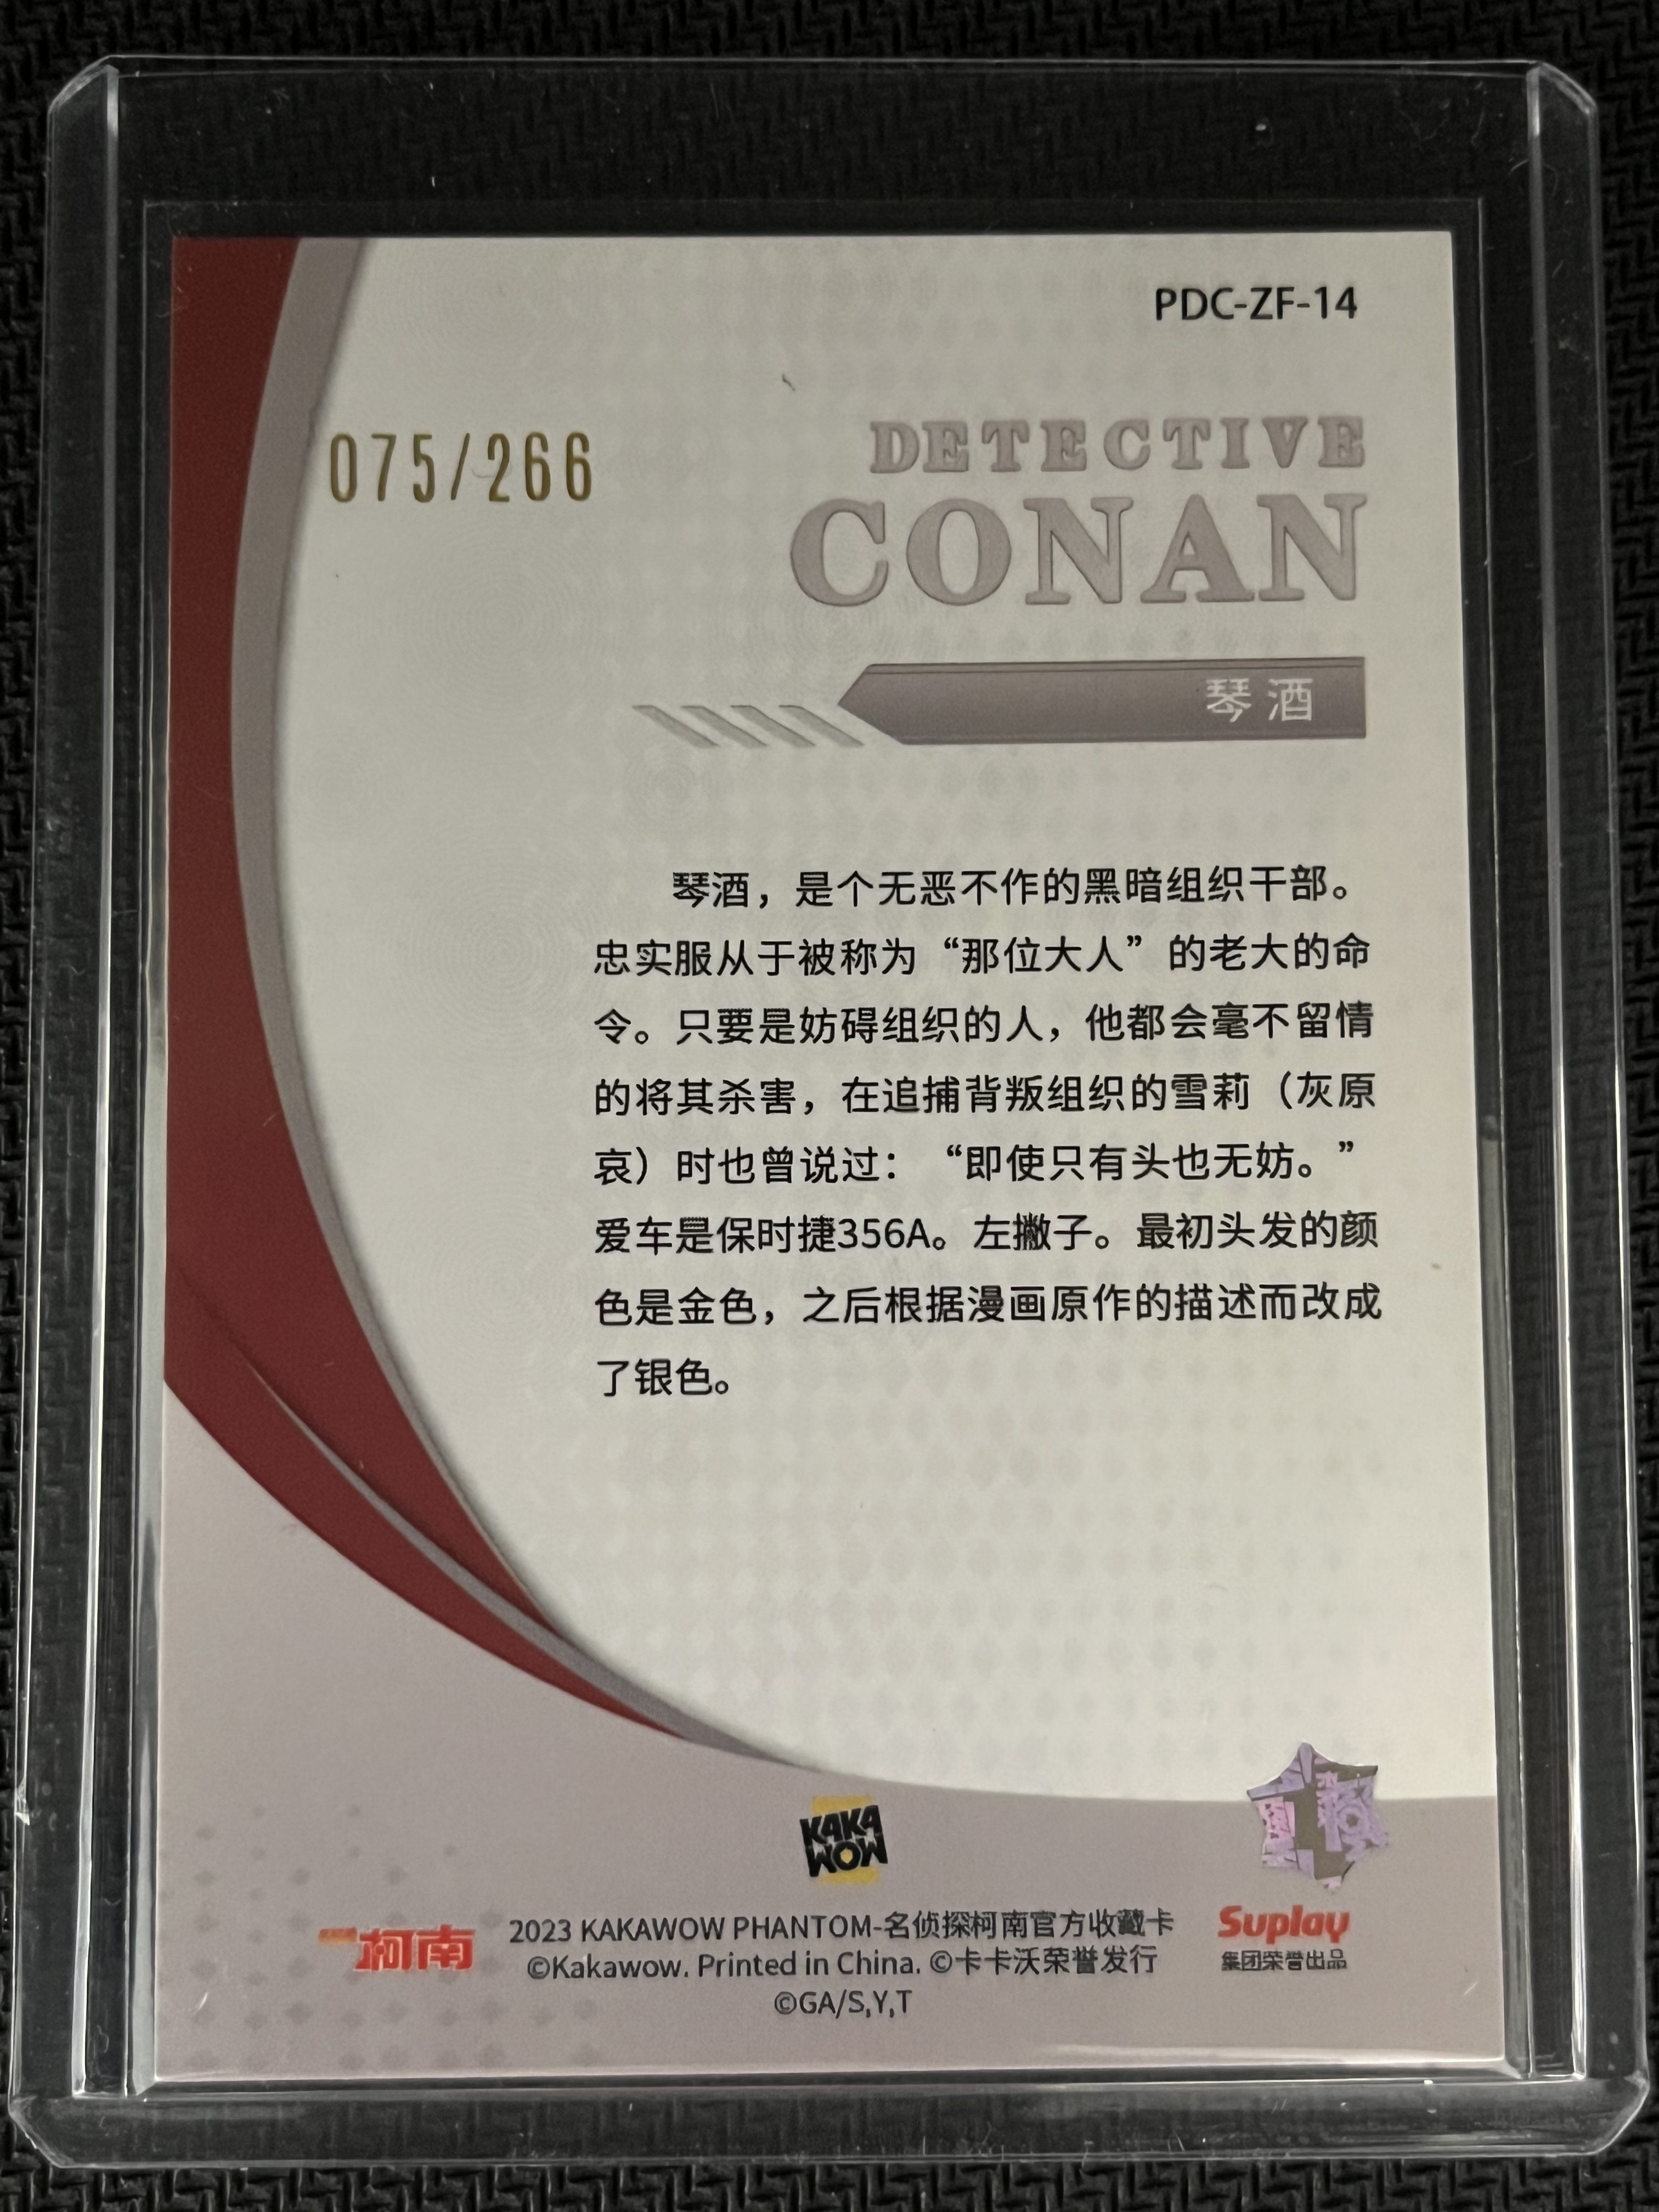 PDC-ZF-14
075/266
DETECTIVE
CONAN
琴酒
琴酒，是个无恶不作的黑暗组织干部。
忠实服从于被称为“那位大人”的老大的命
令。只要是妨碍组织的人，他都会毫不留情
的将其杀害，在追捕背叛组织的雪莉（灰原
哀）时也曾说过：“即使只有头也无妨。”
爱车是保时捷356A。左撇子。最初头发的颜
色是金色，之后根据漫画原作的描述而改成
了银色。
KAKA
WOW
柯南
2023 KAKAWOW PHANTOM-名侦探柯南官方收藏卡
©Kakawow. Printed in China. ©卡卡沃荣誉发行
©GA/S,Y,T
Suplay
集团荣誉出品